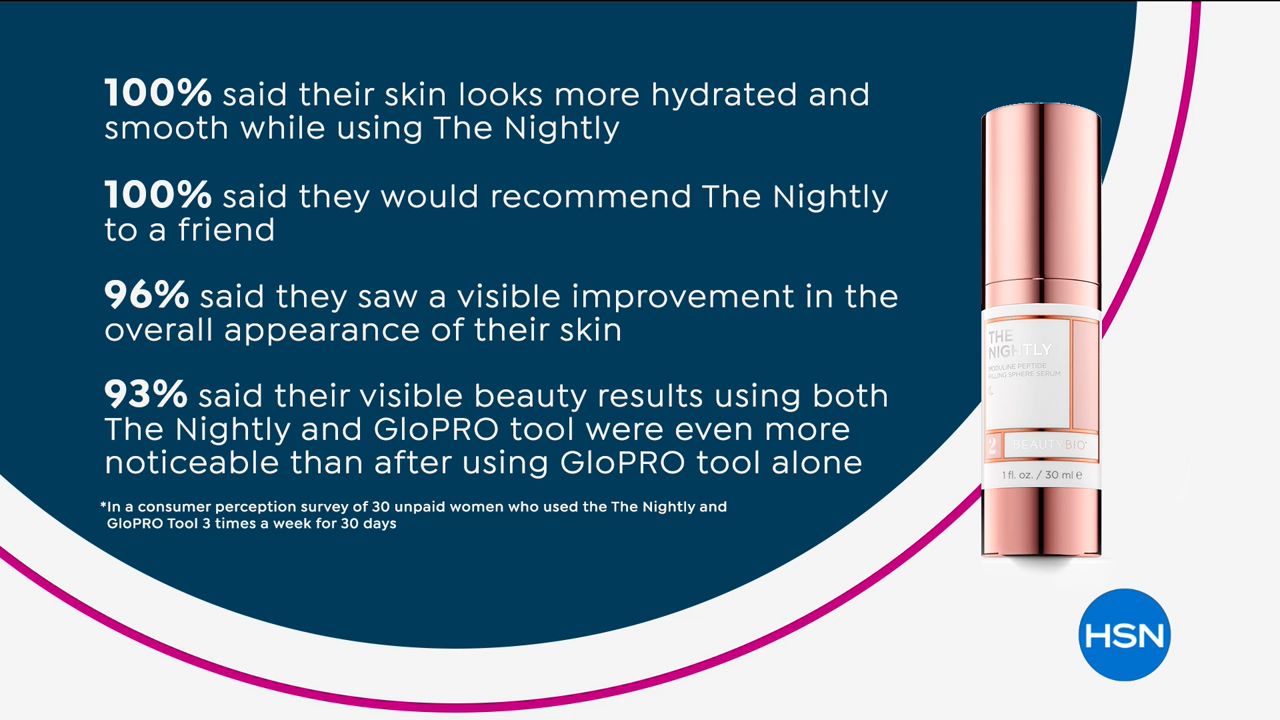 100% said their skin looks more hydrated and
smooth while using The Nightly
100% said they would recommend The Nightly
to a friend
96% said they saw a visible improvement in the
overall appearance of their skin
93% said their visible beauty results using both
The Nightly and GloPRO tool were even more
noticeable than after using GloPRO tool alone
*In a consumer perception survey of 30 unpaid women who used the The Nightly and
GloPRO Tool 3 times a week for 30 days
THE
NIGHTLY
PEPTIDE
SPHERE SERUM
2 BEAUTYBIO
1 fl. oz. / 30 ml e
HSN